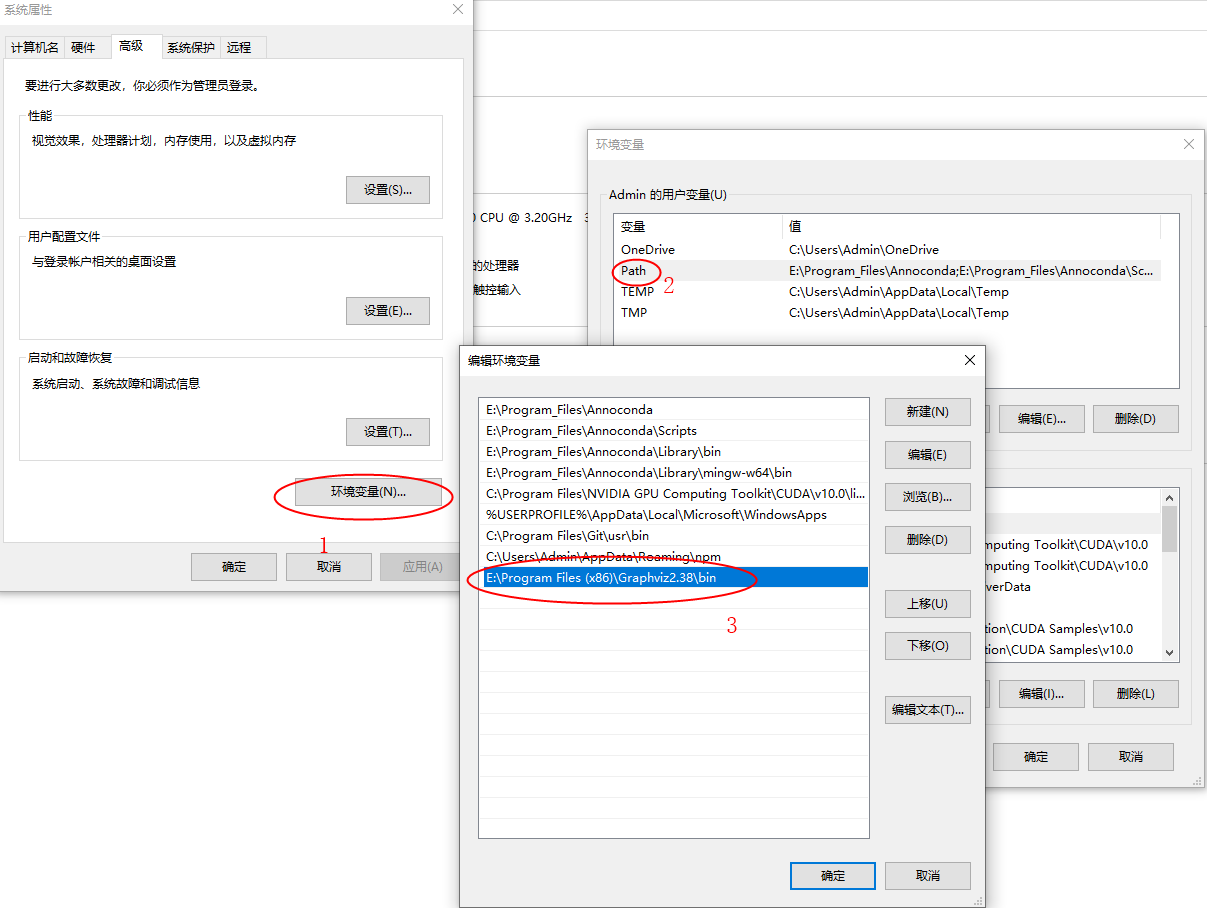 系统属性
计算机名 硬件 高级 系统保护 远程
要进行大多数更改，你必须作为管理员登录。
性能
视觉效果，处理器计划，内存使用，以及虚拟内存
设置(S)...
用户配置文件
与登录帐户相关的桌面设置
设置(E)...
启动和故障恢复
系统启动、系统故障和调试信息
设置(T)...
环境变量(N)...
1
确定 取消 应用(A)
CPU @ 3.20GHz
的处理器
触控输入
环境变量
Admin 的用户变量(U)
变量 值
OneDrive C:\Users\Admin\OneDrive
Path E:\Program_Files\Annoconda;E:\Program_Files\Annoconda\Sc...
2
TEMP C:\Users\Admin\AppData\Local\Temp
TMP C:\Users\Admin\AppData\Local\Temp
编辑(E)... 删除(D)
mputing Toolkit\CUDA\v10.0
mputing Toolkit\CUDA\v10.0
verData
tion\CUDA Samples\v10.0
tion\CUDA Samples\v10.0
编辑(I)... 删除(L)
确定 取消
编辑环境变量
E:\Program_Files\Annoconda
E:\Program_Files\Annoconda\Scripts
E:\Program_Files\Annoconda\Library\bin
E:\Program_Files\Annoconda\Library\mingw-w64\bin
C:\Program Files\NVIDIA GPU Computing Toolkit\CUDA\v10.0\li...
%USERPROFILE%\AppData\Local\Microsoft\WindowsApps
C:\Program Files\Git\usr\bin
C:\Users\Admin\AppData\Roaming\npm
E:\Program Files (x86)\Graphviz2.38\bin
3
新建(N)
编辑(E)
浏览(B)...
删除(D)
上移(U)
下移(O)
编辑文本(T)...
确定 取消